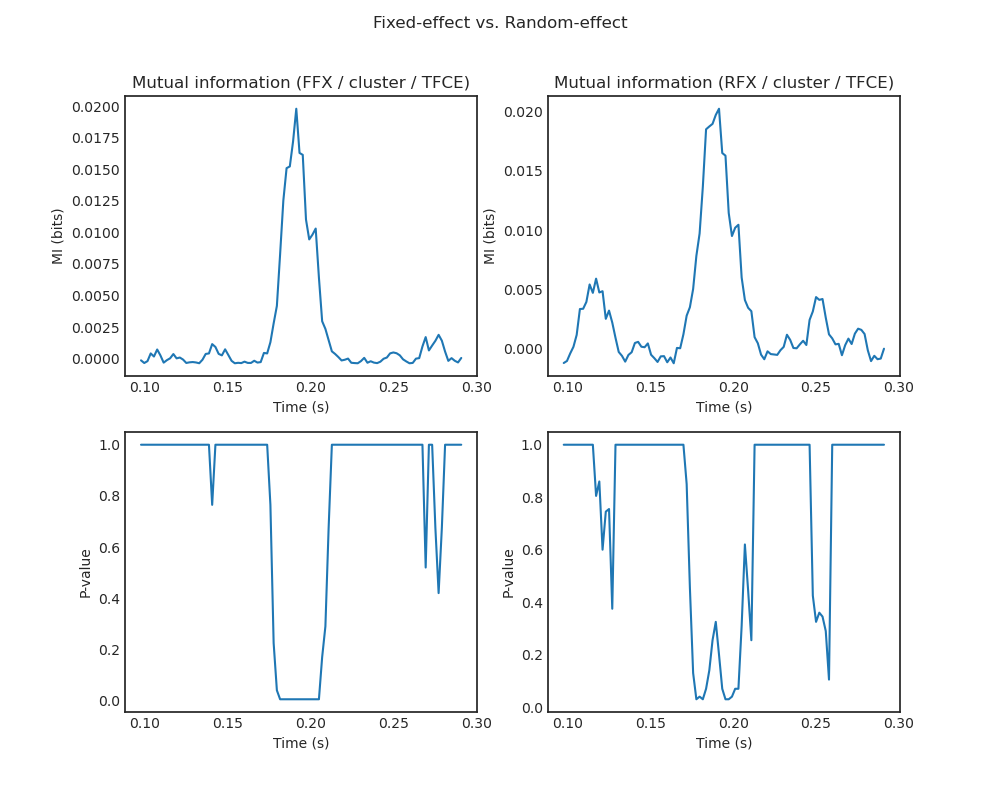 Fixed-effect vs. Random-effect
Mutual information (FFX / cluster / TFCE)
0.0200
0.0175
0.0150
0.0125
0.0100
0.0075
0.0050
0.0025
0.0000
MI (bits)
0.10 0.15 0.20 0.25 0.30
Time (s)
Mutual information (RFX / cluster / TFCE)
0.020
0.015
0.010
0.005
0.000
MI (bits)
0.10 0.15 0.20 0.25 0.30
Time (s)
1.0
0.8
0.6
0.4
0.2
0.0
P-value
0.10 0.15 0.20 0.25 0.30
Time (s)
1.0
0.8
0.6
0.4
0.2
0.0
P-value
0.10 0.15 0.20 0.25 0.30
Time (s)